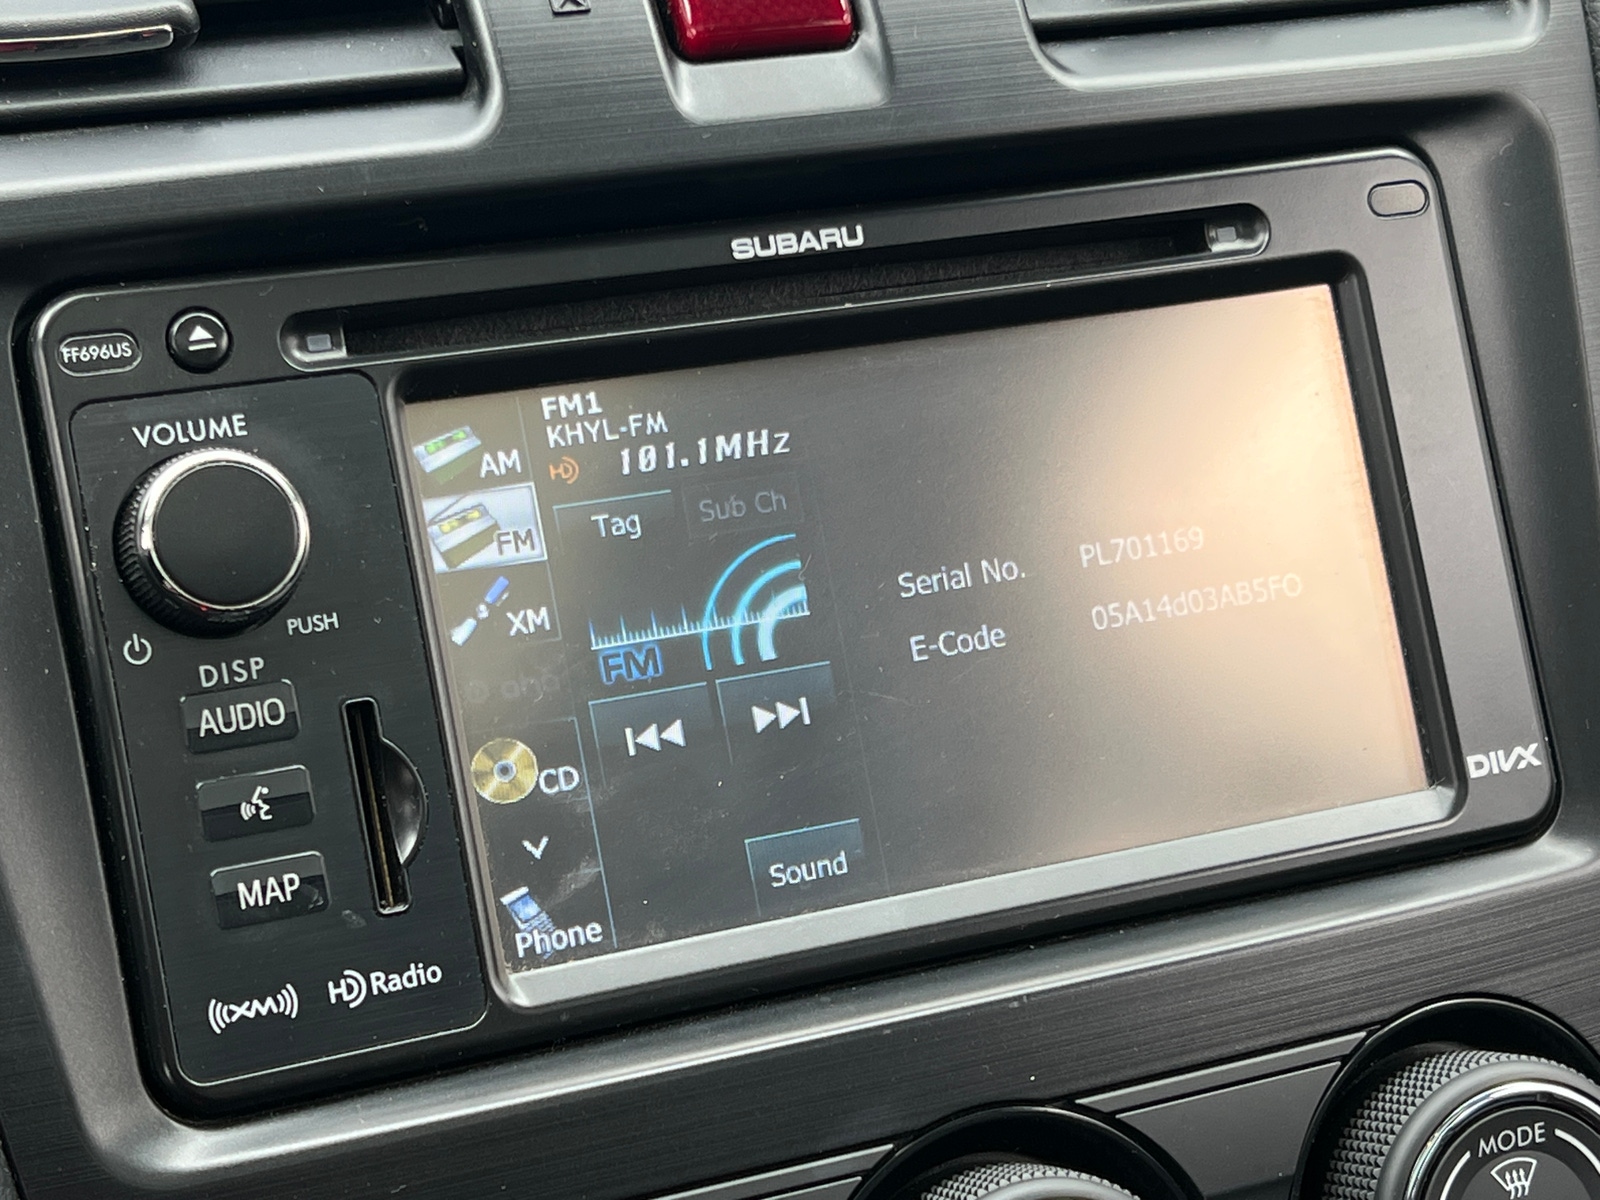 SUBARU
FF696US
VOLUME
PUSH
DISP
AUDIO
MAP
XM
HD Radio
AM
FM
XM
CD
Phone
FM1
KHYL-FM
HD 101.1MHz
Tag
Sub Ch
FM
Sound
Serial No. PL701169
E-Code 05A14d03AB5FO
DIVX
MODE